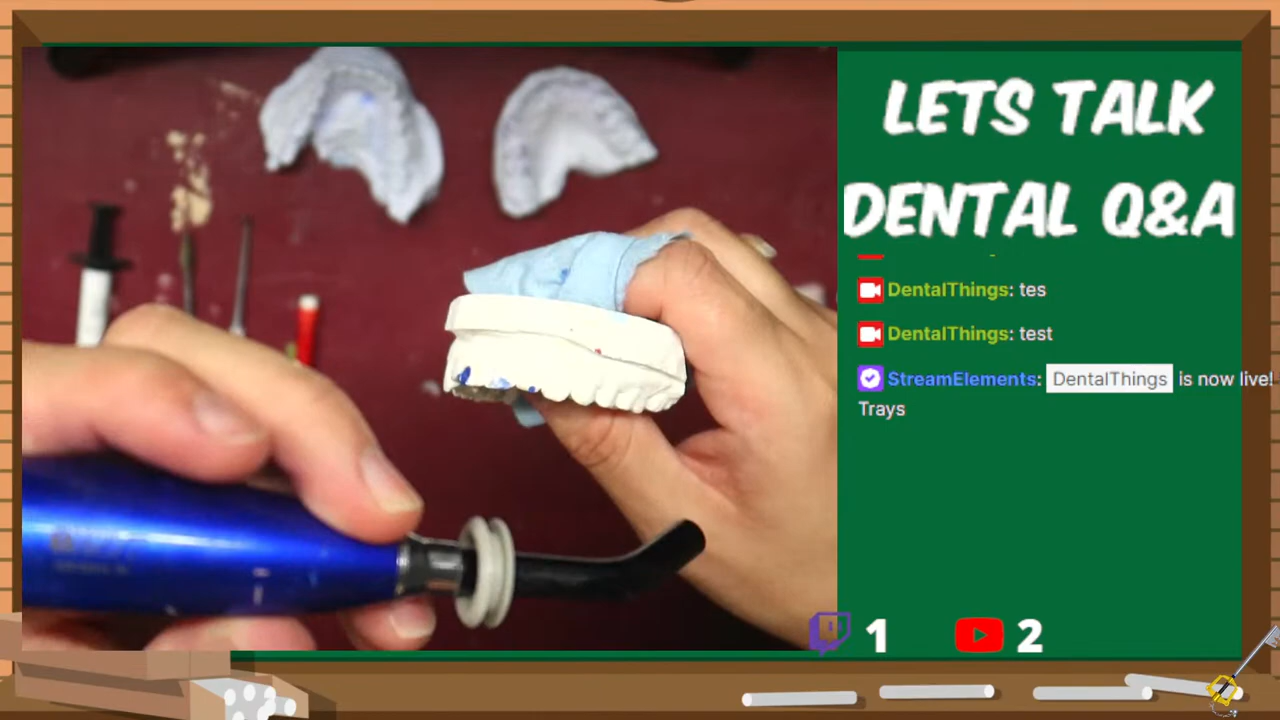 LETS TALK
DENTAL Q&A
DentalThings: tes
DentalThings: test
StreamElements: DentalThings is now live!
Trays
1
2